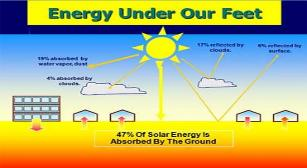 Energy Under Our Feet
19% absorbed by
water vapor, dust
4% absorbed by
clouds.
17% reflected by
clouds.
6% reflected by
surface.
47% Of Solar Energy Is
Absorbed By The Ground